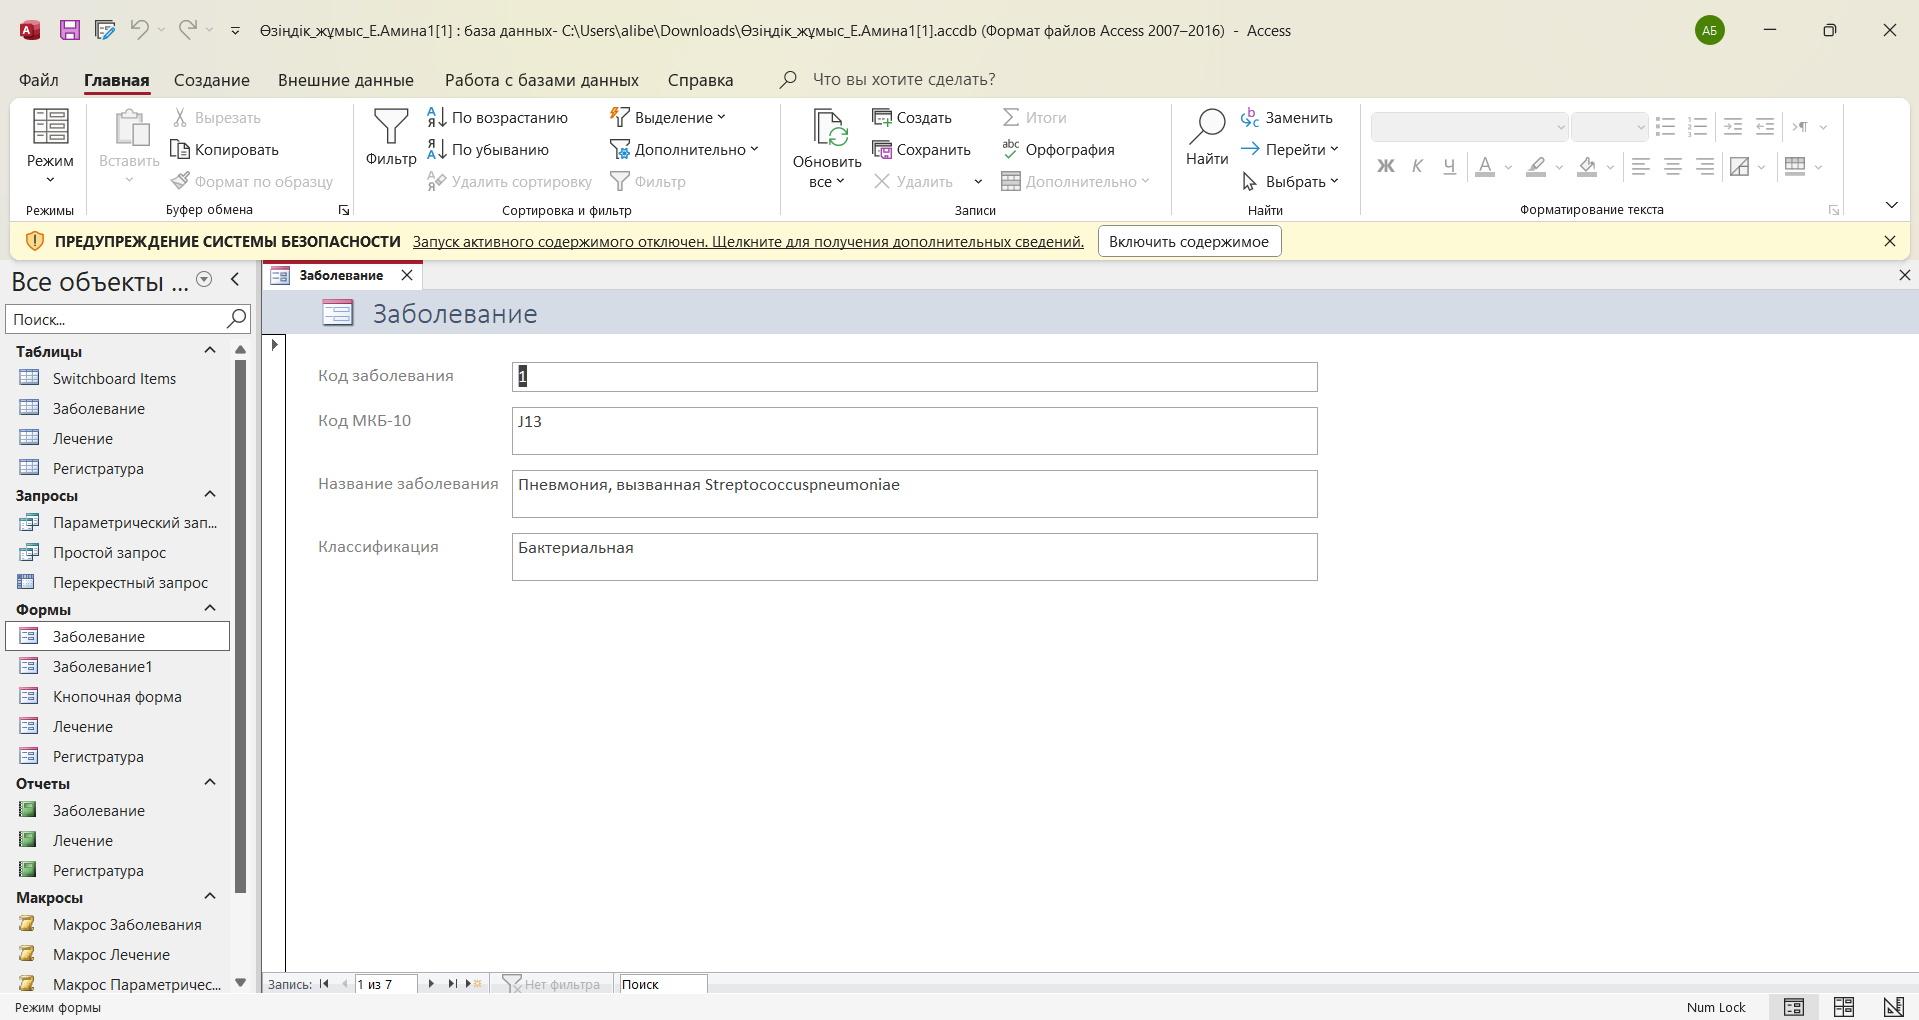 Өзіңдік_жұмыс_Е.Амина1[1] : база данных- C:\Users\alibe\Downloads\Өзіңдік_жұмыс_Е.Амина1[1].accdb (Формат файлов Access 2007–2016) - Access
АБ
Файл Главная Создание Внешние данные Работа с базами данных Справка Что вы хотите сделать?
Режим
Режимы
Вставить
Вырезать
Копировать
Формат по образцу
Буфер обмена
Фильтр
По возрастанию
По убыванию
Удалить сортировку
Выделение
Дополнительно
Фильтр
Сортировка и фильтр
Обновить
все
Создать
Сохранить
Удалить
Итоги
Орфография
Дополнительно
Записи
Найти
Заменить
Перейти
Выбрать
Найти
Ж К Ч А
Форматирование текста
ПРЕДУПРЕЖДЕНИЕ СИСТЕМЫ БЕЗОПАСНОСТИ Запуск активного содержимого отключен. Щелкните для получения дополнительных сведений. Включить содержимое
Все объекты ...
Поиск...
Таблицы
Switchboard Items
Заболевание
Лечение
Регистратура
Запросы
Параметрический зап...
Простой запрос
Перекрестный запрос
Формы
Заболевание
Заболевание1
Кнопочная форма
Лечение
Регистратура
Отчеты
Заболевание
Лечение
Регистратура
Макросы
Макрос Заболевания
Макрос Лечение
Макрос Параметричес...
Заболевание
Заболевание
Код заболевания 1
Код МКБ-10 J13
Название заболевания Пневмония, вызванная Streptococcuspneumoniae
Классификация Бактериальная
Запись: 1 из 7 Нет фильтра Поиск
Режим формы Num Lock